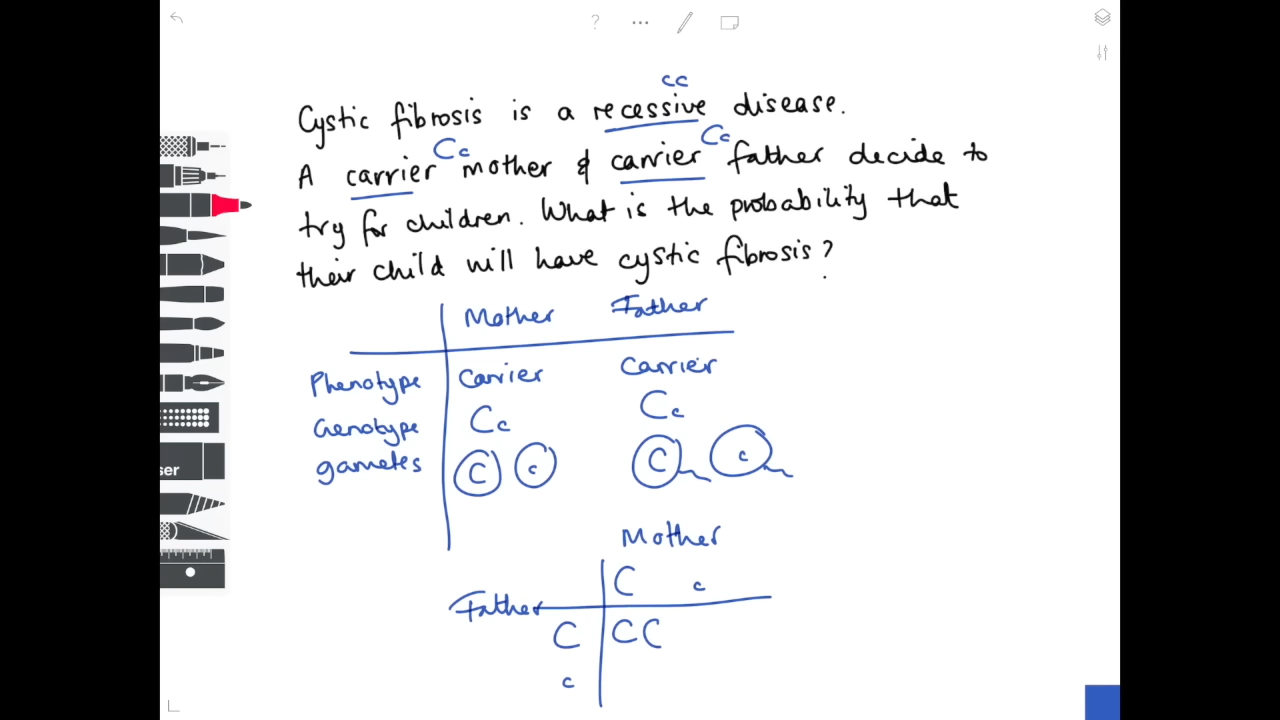 ?
...
cc
Cystic fibrosis is a recessive disease.
Cc Cc
A carrier mother & carrier father decide to
try for children. What is the probability that
their child will have cystic fibrosis?
Mother Father
Phenotype carrier carrier
Genotype Cc Cc
gametes C c C c
ser
Mother
C c
Father
C CC
c